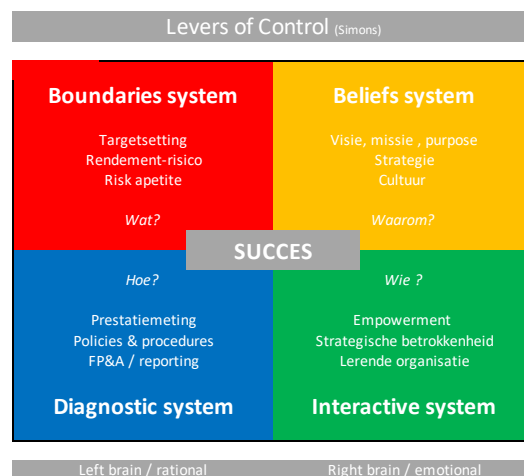 Levers of Control (Simons)
Boundaries system
Targetsetting
Rendement-risico
Risk apetite
Wat?
Beliefs system
Visie, missie , purpose
Strategie
Cultuur
Waarom?
SUCCES
Hoe?
Prestatiemeting
Policies & procedures
FP&A / reporting
Diagnostic system
Wie ?
Empowerment
Strategische betrokkenheid
Lerende organisatie
Interactive system
Left brain / rational
Right brain / emotional